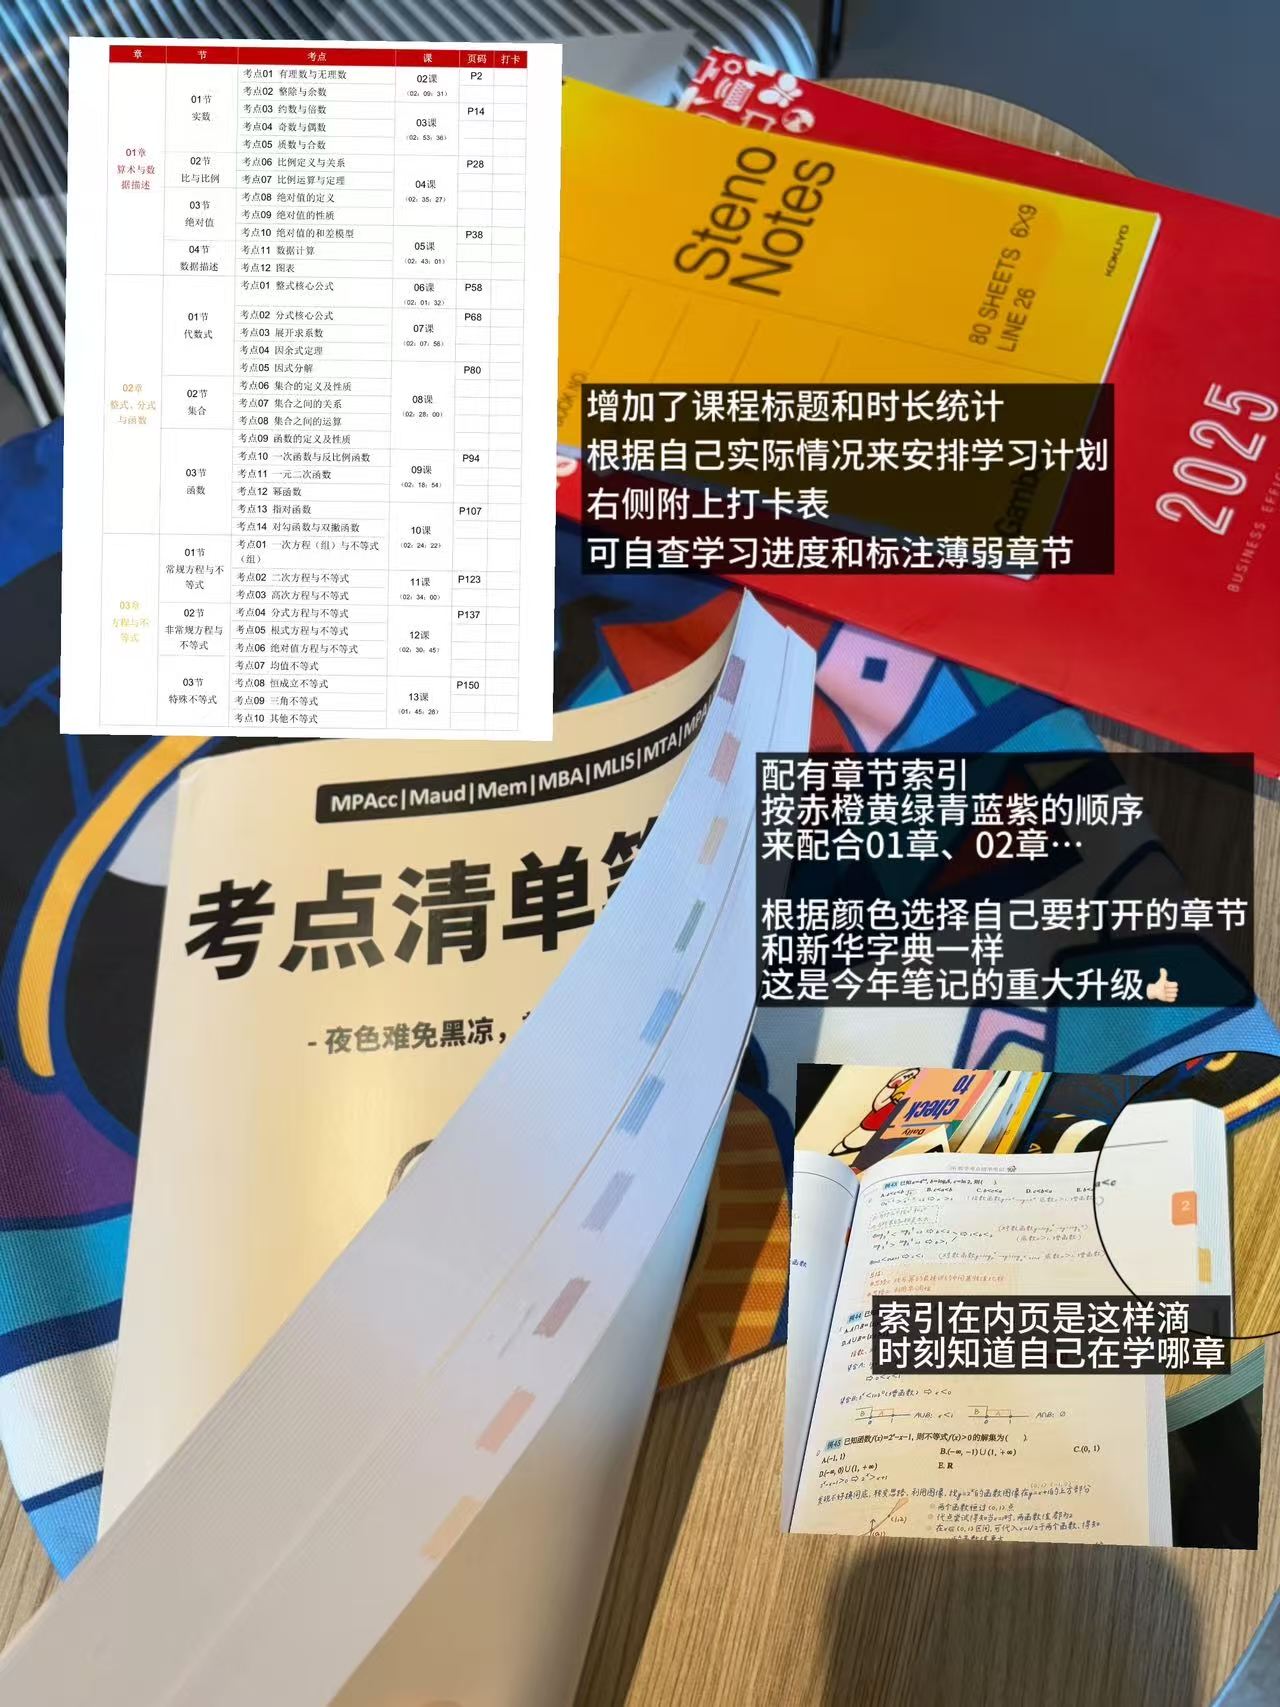 章 节 考点 课 页码 打卡
01章
算术与数
据描述
01节
实数
考点01 有理数与无理数
考点02 整除与余数
02课
(02:09:31)
P2
考点03 约数与倍数
考点04 奇数与偶数
考点05 质数与合数
03课
(02:53:36)
P14
02节
比与比例
考点06 比例定义与关系
考点07 比例运算与定理
04课
(02:35:27)
P28
03节
绝对值
考点08 绝对值的定义
考点09 绝对值的性质
考点10 绝对值的和差模型
05课
(02:43:01)
P38
04节
数据描述
考点11 数据计算
考点12 图表
02章
整式、分式
与函数
01节
代数式
考点01 整式核心公式
06课
(02:01:32)
P58
考点02 分式核心公式
考点03 展开求系数
考点04 因余式定理
07课
(02:07:56)
P68
考点05 因式分解
P80
02节
集合
考点06 集合的定义及性质
考点07 集合之间的关系
考点08 集合之间的运算
08课
(02:28:00)
03节
函数
考点09 函数的定义及性质
考点10 一次函数与反比例函数
考点11 一元二次函数
考点12 幂函数
09课
(02:18:54)
P94
考点13 指对函数
考点14 对勾函数与双撇函数
10课
(02:24:22)
P107
03章
方程与不
等式
01节
常规方程与不
等式
考点01 一次方程（组）与不等式
（组）
考点02 二次方程与不等式
考点03 高次方程与不等式
11课
(02:34:00)
P123
02节
非常规方程与
不等式
考点04 分式方程与不等式
考点05 根式方程与不等式
考点06 绝对值方程与不等式
12课
(02:30:45)
P137
03节
特殊不等式
考点07 均值不等式
考点08 恒成立不等式
考点09 三角不等式
考点10 其他不等式
13课
(01:45:26)
P150
Steno
Notes
80 SHEETS 6X9
LINE 26
KOKUYO
Gambol
2025
增加了课程标题和时长统计
根据自己实际情况来安排学习计划
右侧附上打卡表
可自查学习进度和标注薄弱章节
MPAcc|Maud|Mem|MBA|MLIS|MTA|MPA
考点清单
- 夜色难免黑凉，
配有章节索引
按赤橙黄绿青蓝紫的顺序
来配合01章、02章…
根据颜色选择自己要打开的章节
和新华字典一样
这是今年笔记的重大升级👍🏻
Daily
check
to
2
索引在内页是这样滴
时刻知道自己在学哪章
例45 已知函数f(x)=2ˣ-x-1, 则不等式f(x)>0的解集为( ).
A.(-1, 1)
B.(-∞, -1)∪(1, +∞)
C.(0, 1)
D.(-∞, 0)∪(1, +∞)
E. R